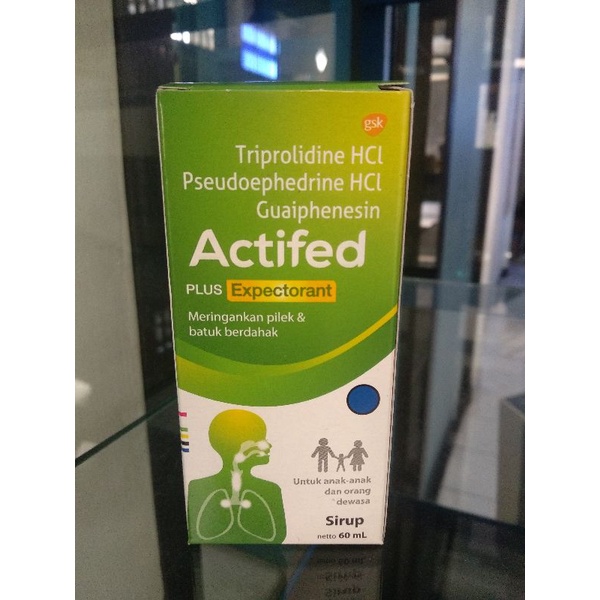 gsk
Triprolidine HCl
Pseudoephedrine HCl
Guaiphenesin
Actifed
PLUS Expectorant
Meringankan pilek &
batuk berdahak
Untuk anak-anak
dan orang
dewasa
Sirup
netto 60 mL